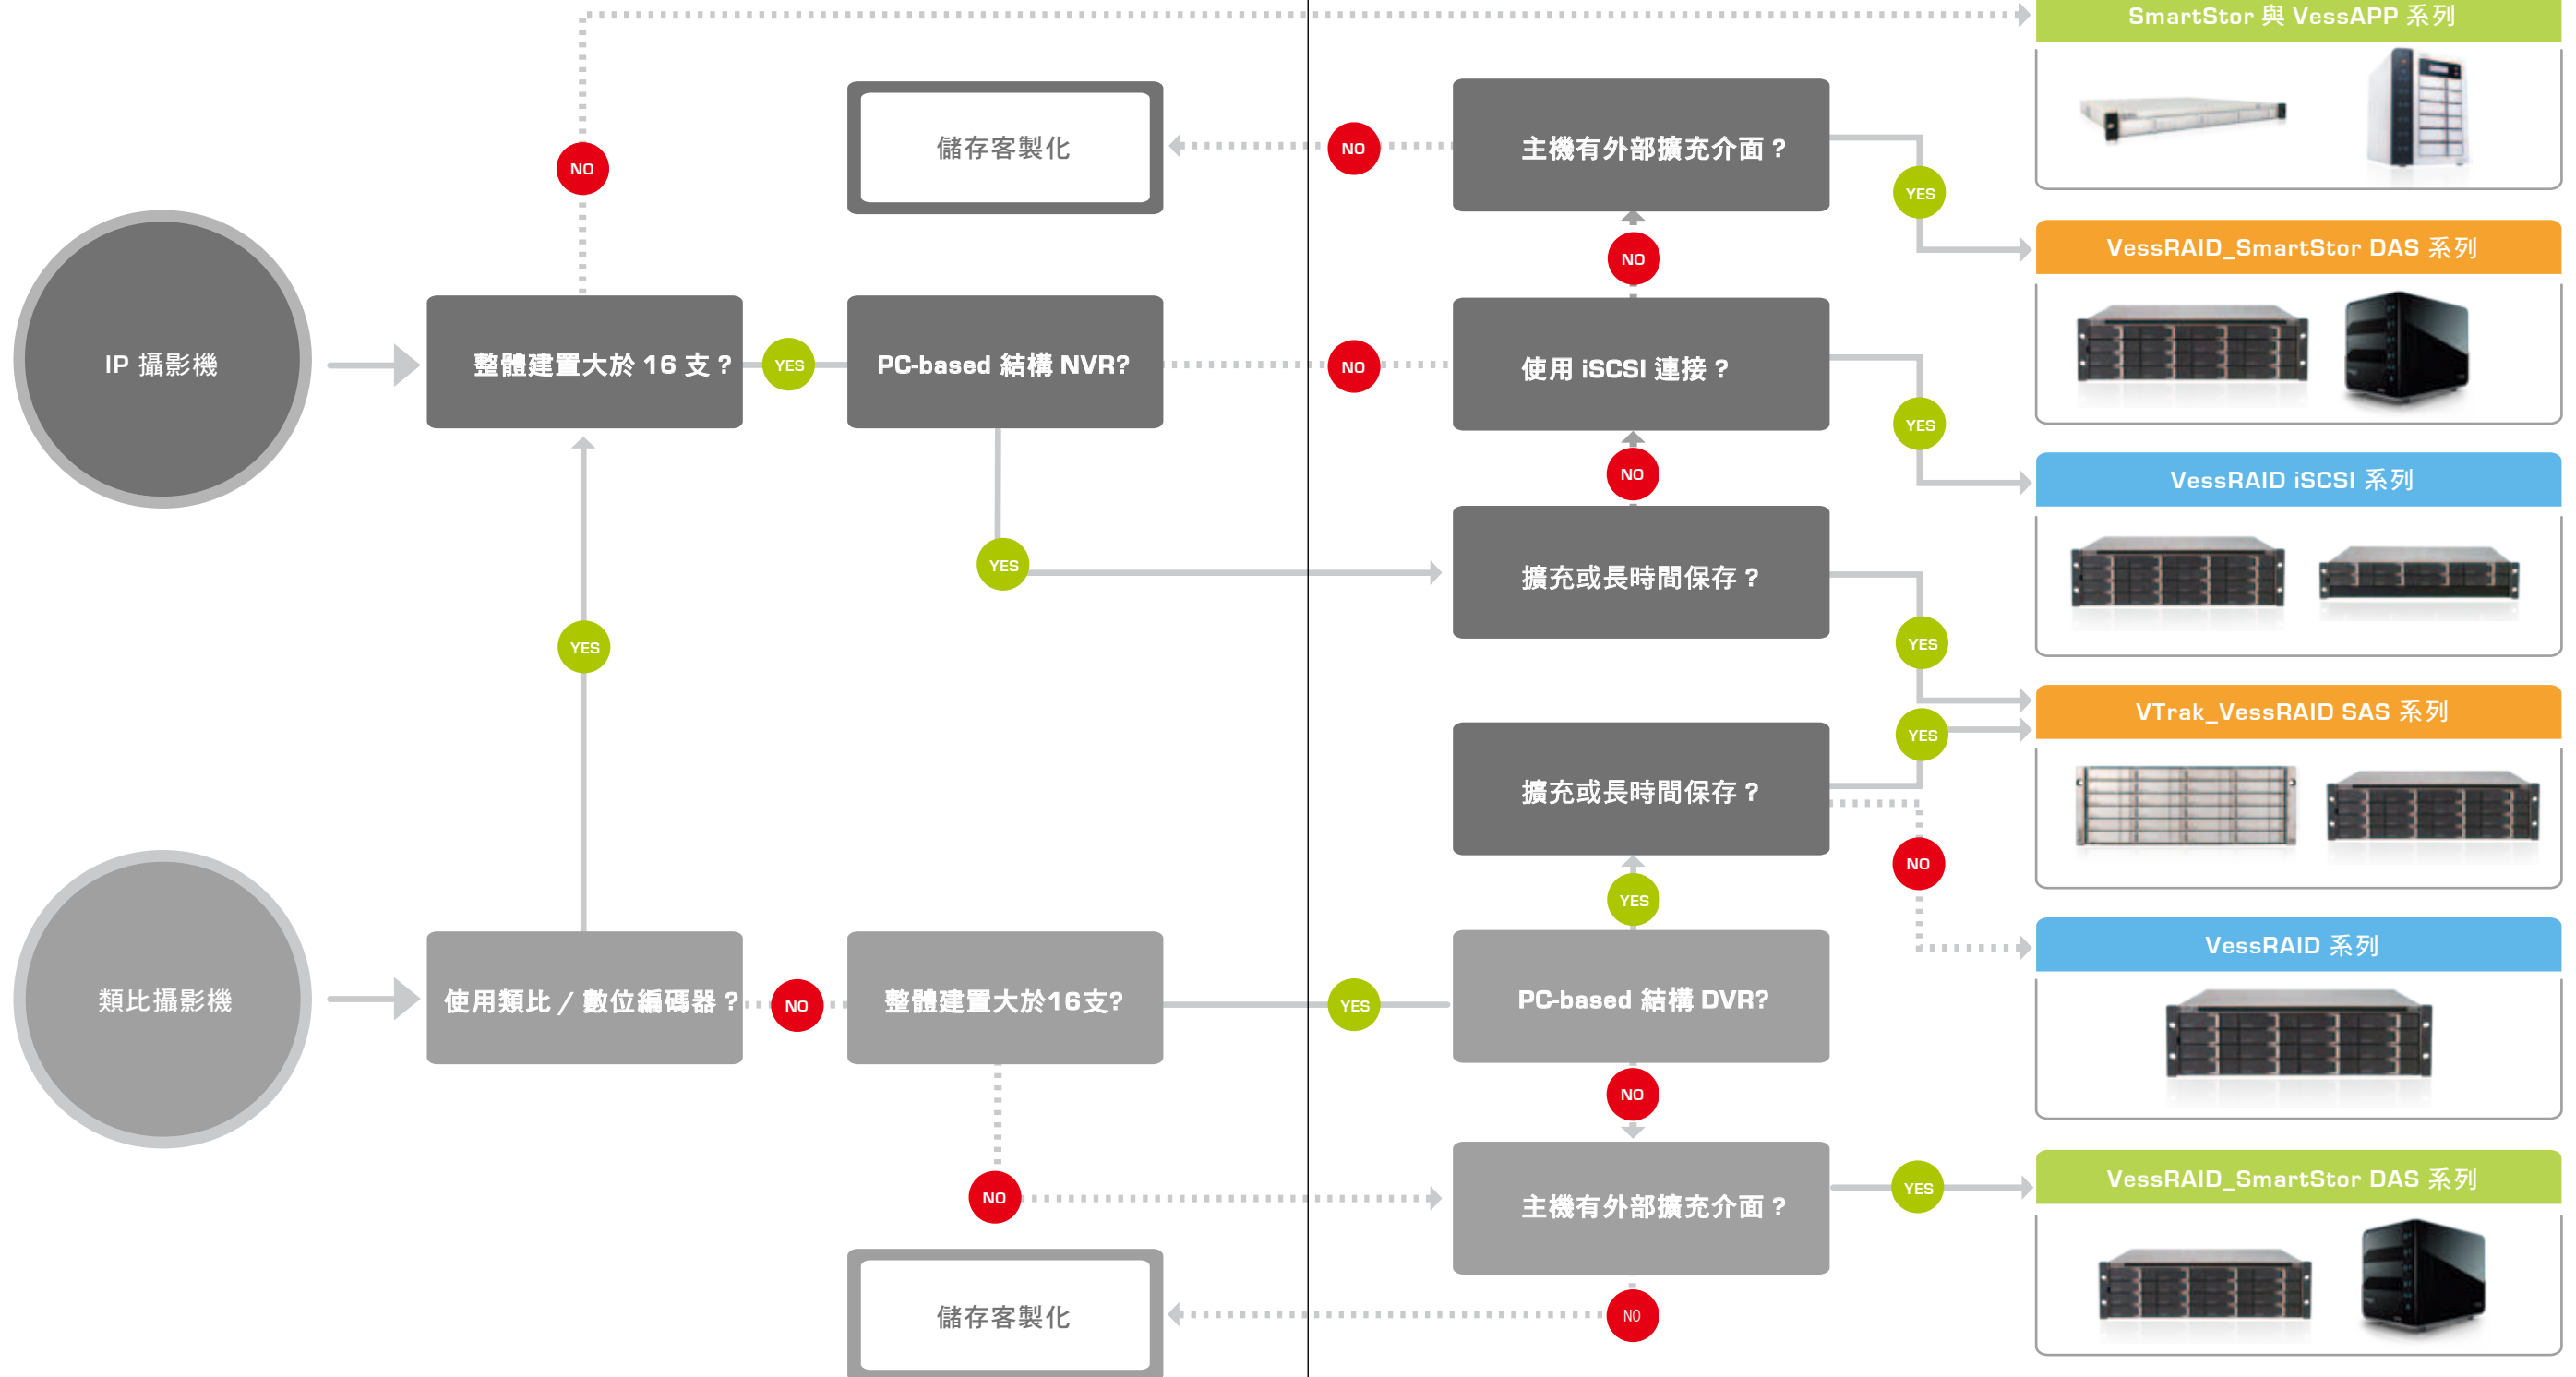 SmartStor 與 VessAPP 系列
儲存客製化
NO
主機有外部擴充介面？
NO
YES
NO
VessRAID_SmartStor DAS 系列
IP 攝影機
整體建置大於 16 支？
YES
PC-based 結構 NVR?
NO
使用 iSCSI 連接？
YES
NO
VessRAID iSCSI 系列
YES
擴充或長時間保存？
YES
YES
VTrak_VessRAID SAS 系列
YES
擴充或長時間保存？
NO
YES
VessRAID 系列
類比攝影機
使用類比 / 數位編碼器？
NO
整體建置大於16支?
YES
PC-based 結構 DVR?
NO
NO
主機有外部擴充介面？
YES
VessRAID_SmartStor DAS 系列
儲存客製化
NO